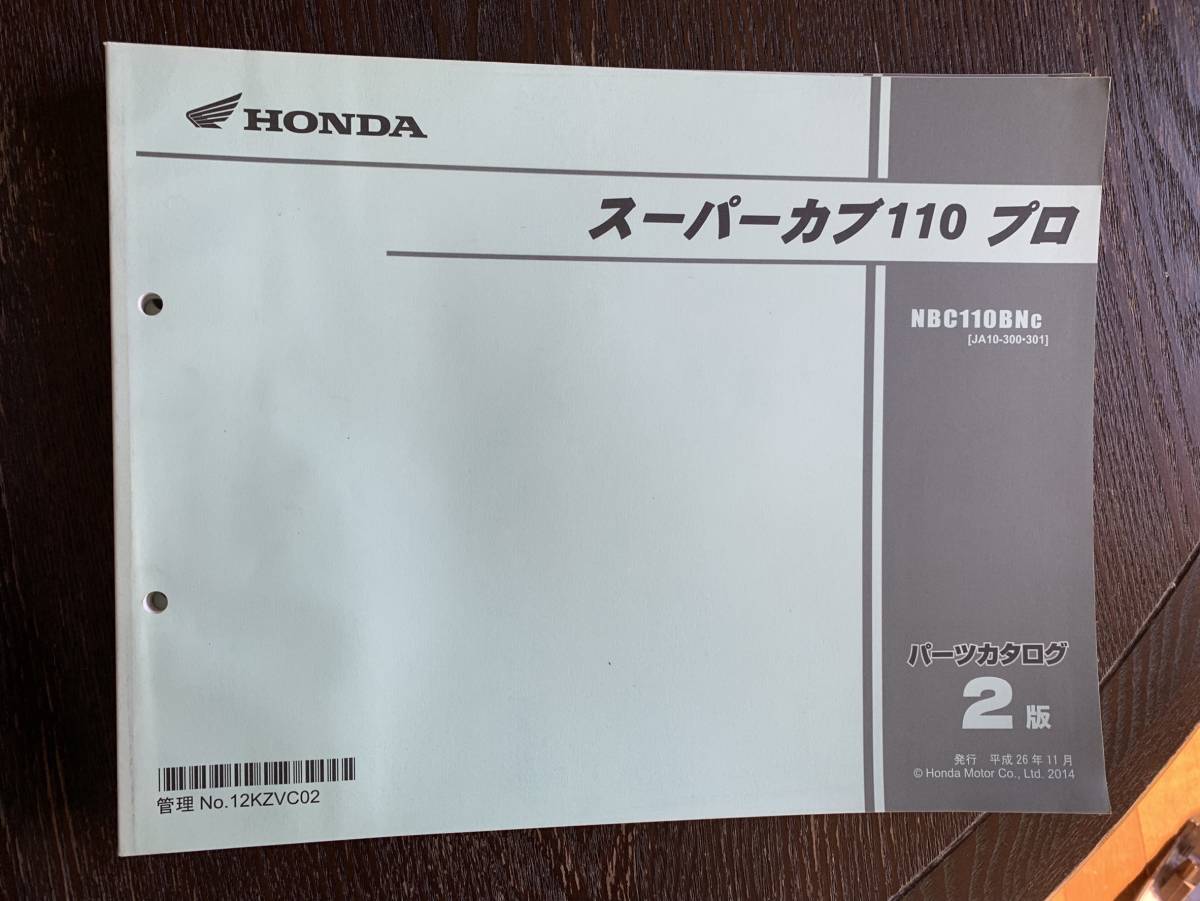 HONDA
スーパーカブ110 プロ
NBC110BNC
[JA10-300・301]
パーツカタログ
2版
発行 平成26年11月
© Honda Motor Co., Ltd. 2014
管理 No.12KZVC02